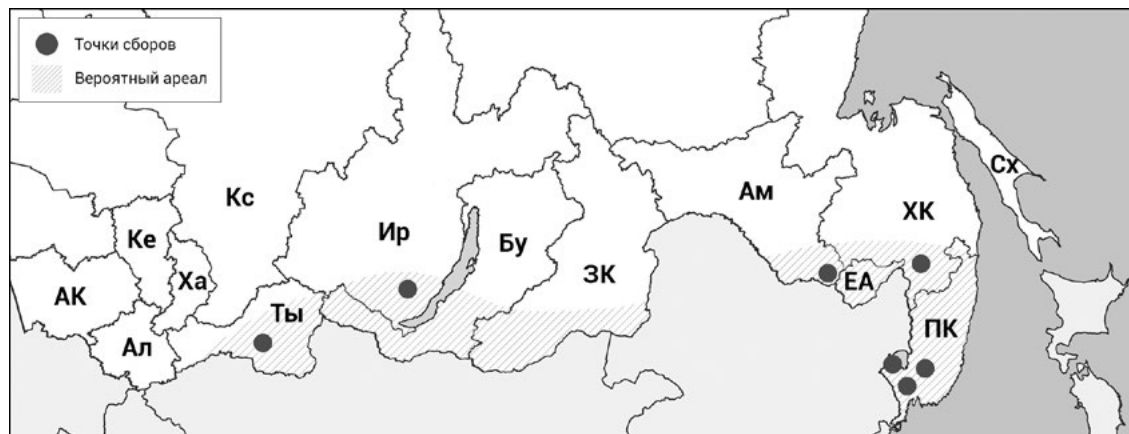 Точки сборов
Вероятный ареал
Кс
Сх
Ам
ХК
Ке
Ир
Бу
Ха
ЗК
АК
ЕА
Ты
ПК
Ал